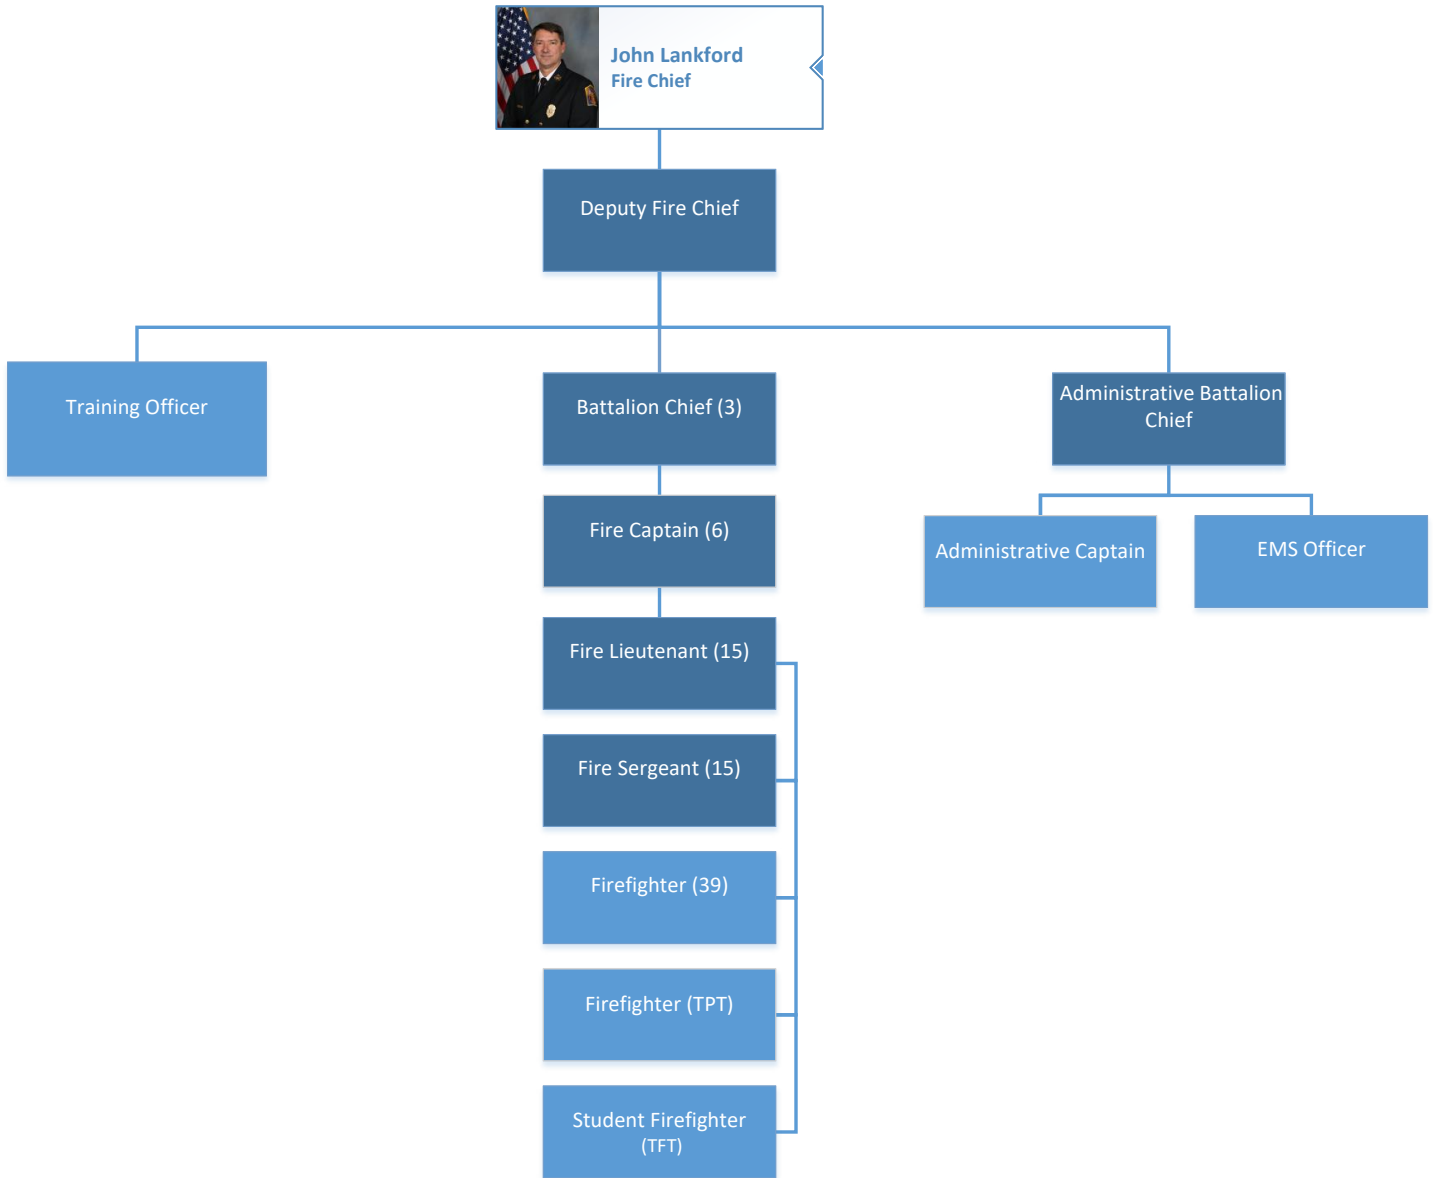 John Lankford
Fire Chief
Deputy Fire Chief
Training Officer
Battalion Chief (3)
Administrative Battalion
Chief
Fire Captain (6)
Administrative Captain
EMS Officer
Fire Lieutenant (15)
Fire Sergeant (15)
Firefighter (39)
Firefighter (TPT)
Student Firefighter
(TFT)